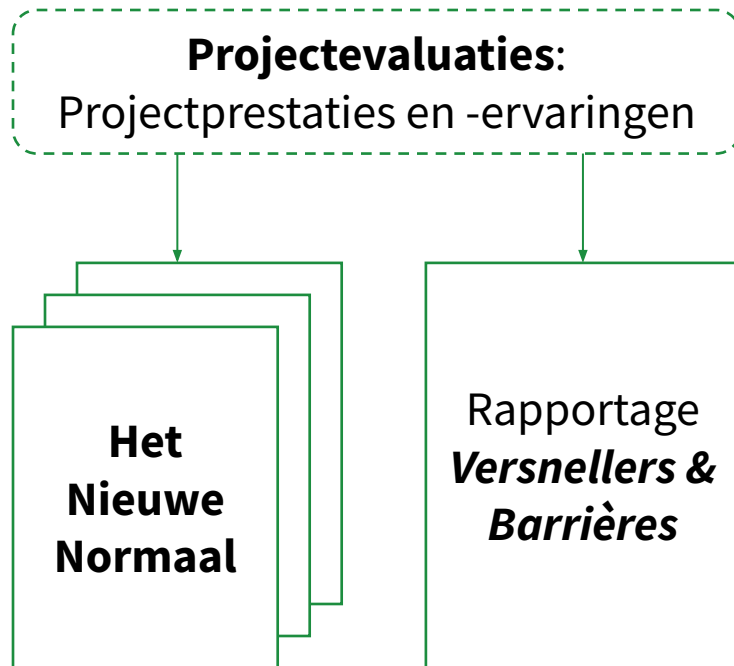 Projectevaluaties:
Projectprestaties en -ervaringen
Het
Nieuwe
Normaal
Rapportage
Versnellers &
Barrières